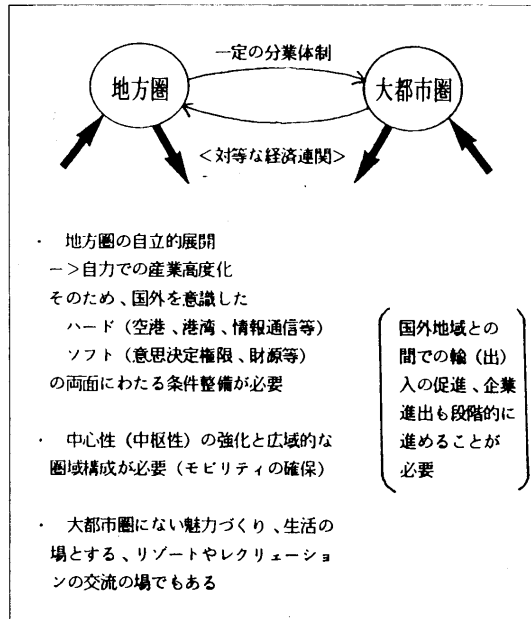 一定の分業体制
地方圏
大都市圏
<対等な経済連関>
・ 地方圏の自立的展開
ー>自力での産業高度化
そのため、国外を意識した
ハード（空港、港湾、情報通信等）
ソフト（意思決定権限、財源等）
の両面にわたる条件整備が必要
・ 中心性（中枢性）の強化と広域的な
圏域構成が必要（モビリティの確保）
・ 大都市圏にない魅力づくり、生活の
場とする、リゾートやレクリェーショ
ンの交流の場でもある
国外地域との
間での輸（出）
入の促進、企業
進出も段階的に
進めることが
必要